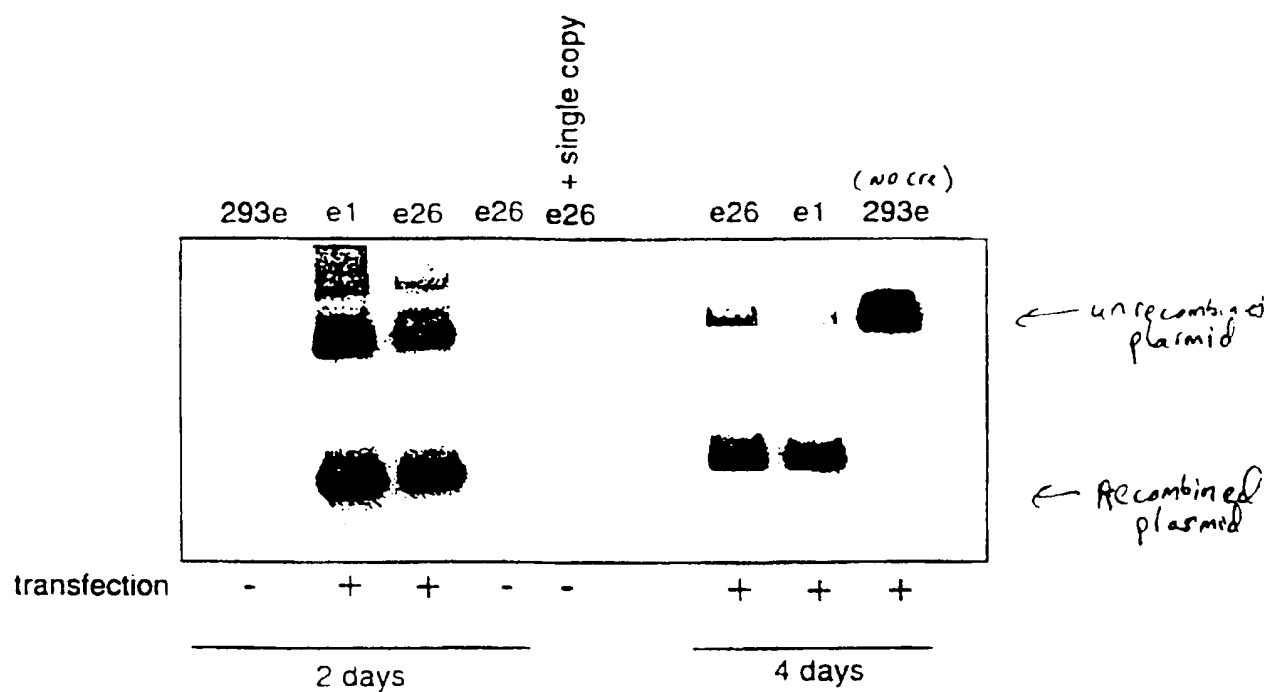 + single copy
(NO cre)
293e e1 e26 e26 e26 e26 e1 293e
← unrecombined
plasmid
← Recombined
plasmid
transfection - + + - - + + +
2 days 4 days